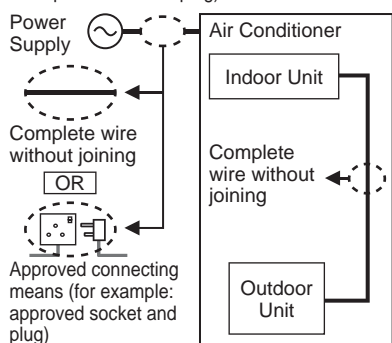 Power
Supply
Air Conditioner
Indoor Unit
Complete wire
without joining
OR
Complete
wire without
joining
Approved connecting
means (for example:
approved socket and
plug)
Outdoor
Unit